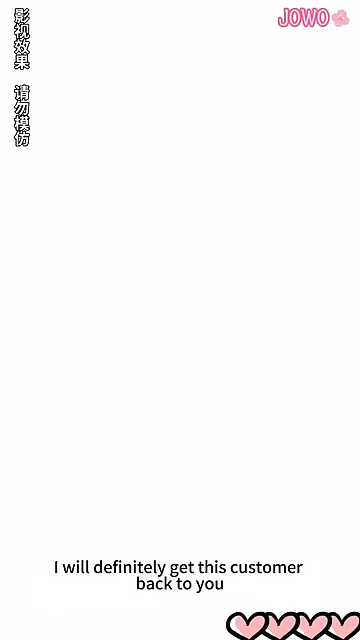 影视效果 请勿模仿
JOWO
I will definitely get this customer
back to you